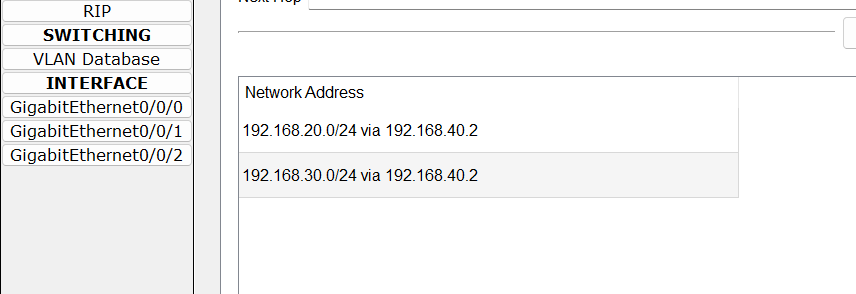 RIP
SWITCHING
VLAN Database
INTERFACE
GigabitEthernet0/0/0
GigabitEthernet0/0/1
GigabitEthernet0/0/2
Next Hop
Network Address
192.168.20.0/24 via 192.168.40.2
192.168.30.0/24 via 192.168.40.2